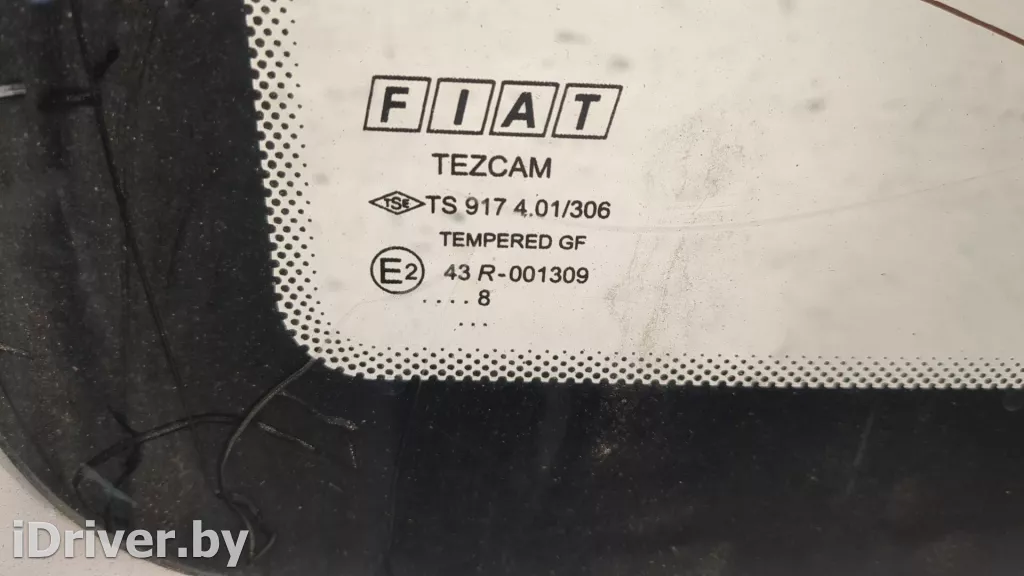 FIAT
TEZCAM
TSE TS 917 4.01/306
TEMPERED GF
E2 43 R-001309
.... 8
...
iDriver.by